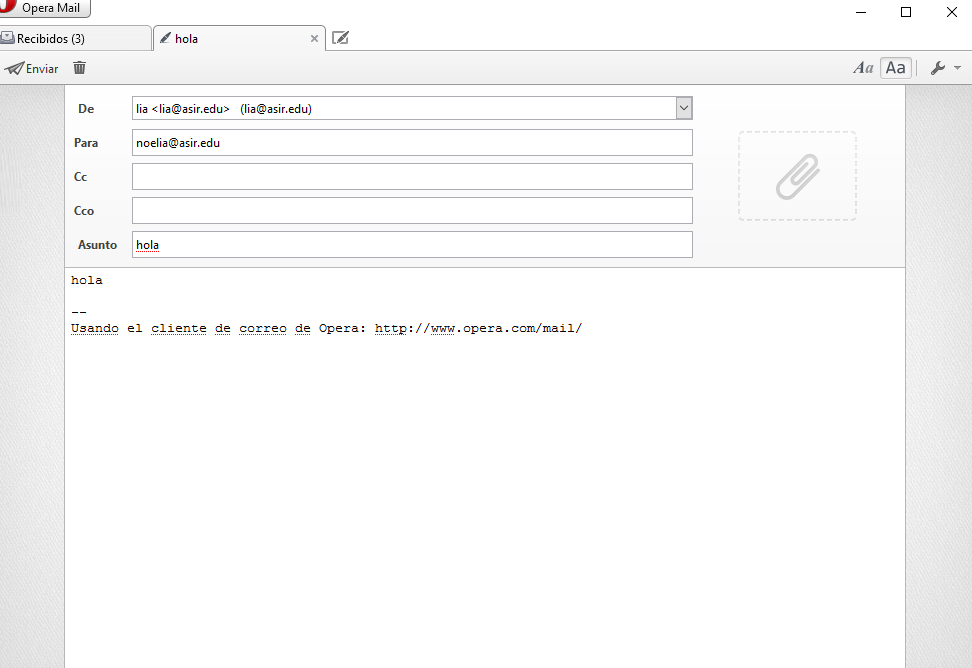 Opera Mail
Recibidos (3)
hola
Enviar
Aa
Aa
De
lia <lia@asir.edu> (lia@asir.edu)
Para
noelia@asir.edu
Cc
Cco
Asunto
hola
hola
--
Usando el cliente de correo de Opera: http://www.opera.com/mail/